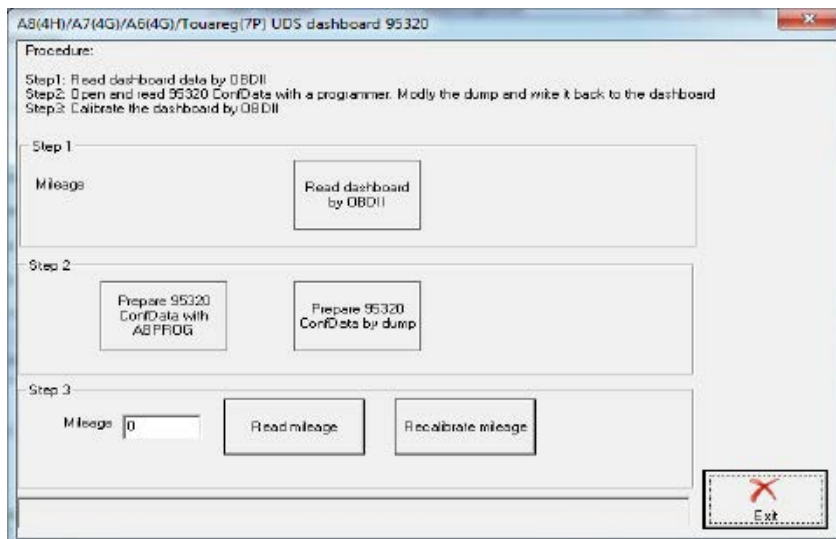 A8(4H)/A7(4G)/A6(4G)/Touareg(7P) UDS dashboard 95320
Procedure:
Step1: Read dashboard data by OBDII
Step2: Open and read 95320 ConfData with a programmer. Modly the dump and write it back to the dashboard
Step3: Calibrate the dashboard by OBDII
Step 1
Mileage
Read dashboard
by OBDII
Step 2
Prepare 95320
ConfData with
ABPROG
Prepare 95320
ConfData by dump
Step 3
Mileage
0
Read mileage
Recalibrate mileage
Exit